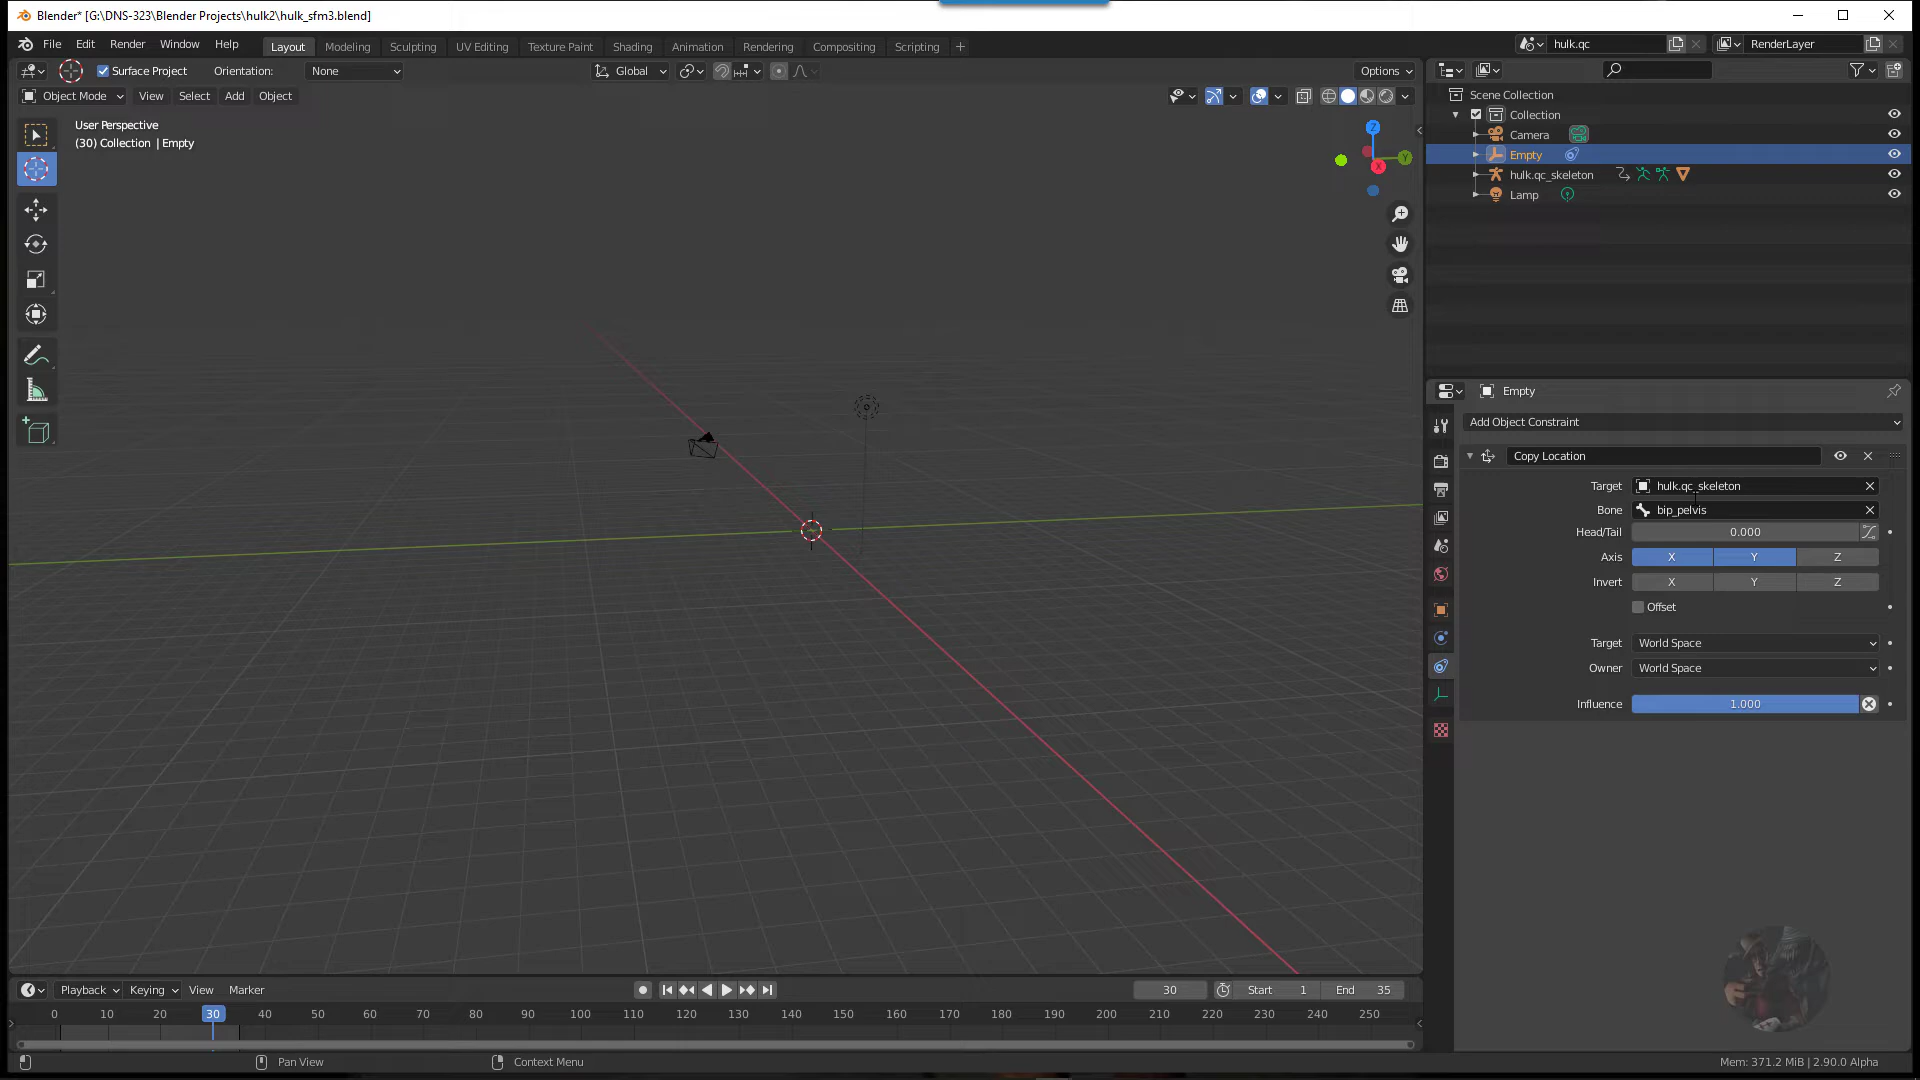 Blender* [G:\DNS-323\Blender Projects\hulk2\hulk_sfm3.blend]
File Edit Render Window Help Layout Modeling Sculpting UV Editing Texture Paint Shading Animation Rendering Compositing Scripting + hulk.qc RenderLayer
Surface Project Orientation: None Global Options
Object Mode View Select Add Object
User Perspective
(30) Collection | Empty
Z
Y
X
Scene Collection
Collection
Camera
Empty
hulk.qc_skeleton
Lamp
Empty
Add Object Constraint
Copy Location
Target hulk.qc_skeleton
Bone bip_pelvis
Head/Tail 0.000
Axis X Y Z
Invert X Y Z
Offset
Target World Space
Owner World Space
Influence 1.000
Playback Keying View Marker 30 Start 1 End 35
0 10 20 30 40 50 60 70 80 90 100 110 120 130 140 150 160 170 180 190 200 210 220 230 240 250
Pan View Context Menu Mem: 371.2 MiB | 2.90.0 Alpha